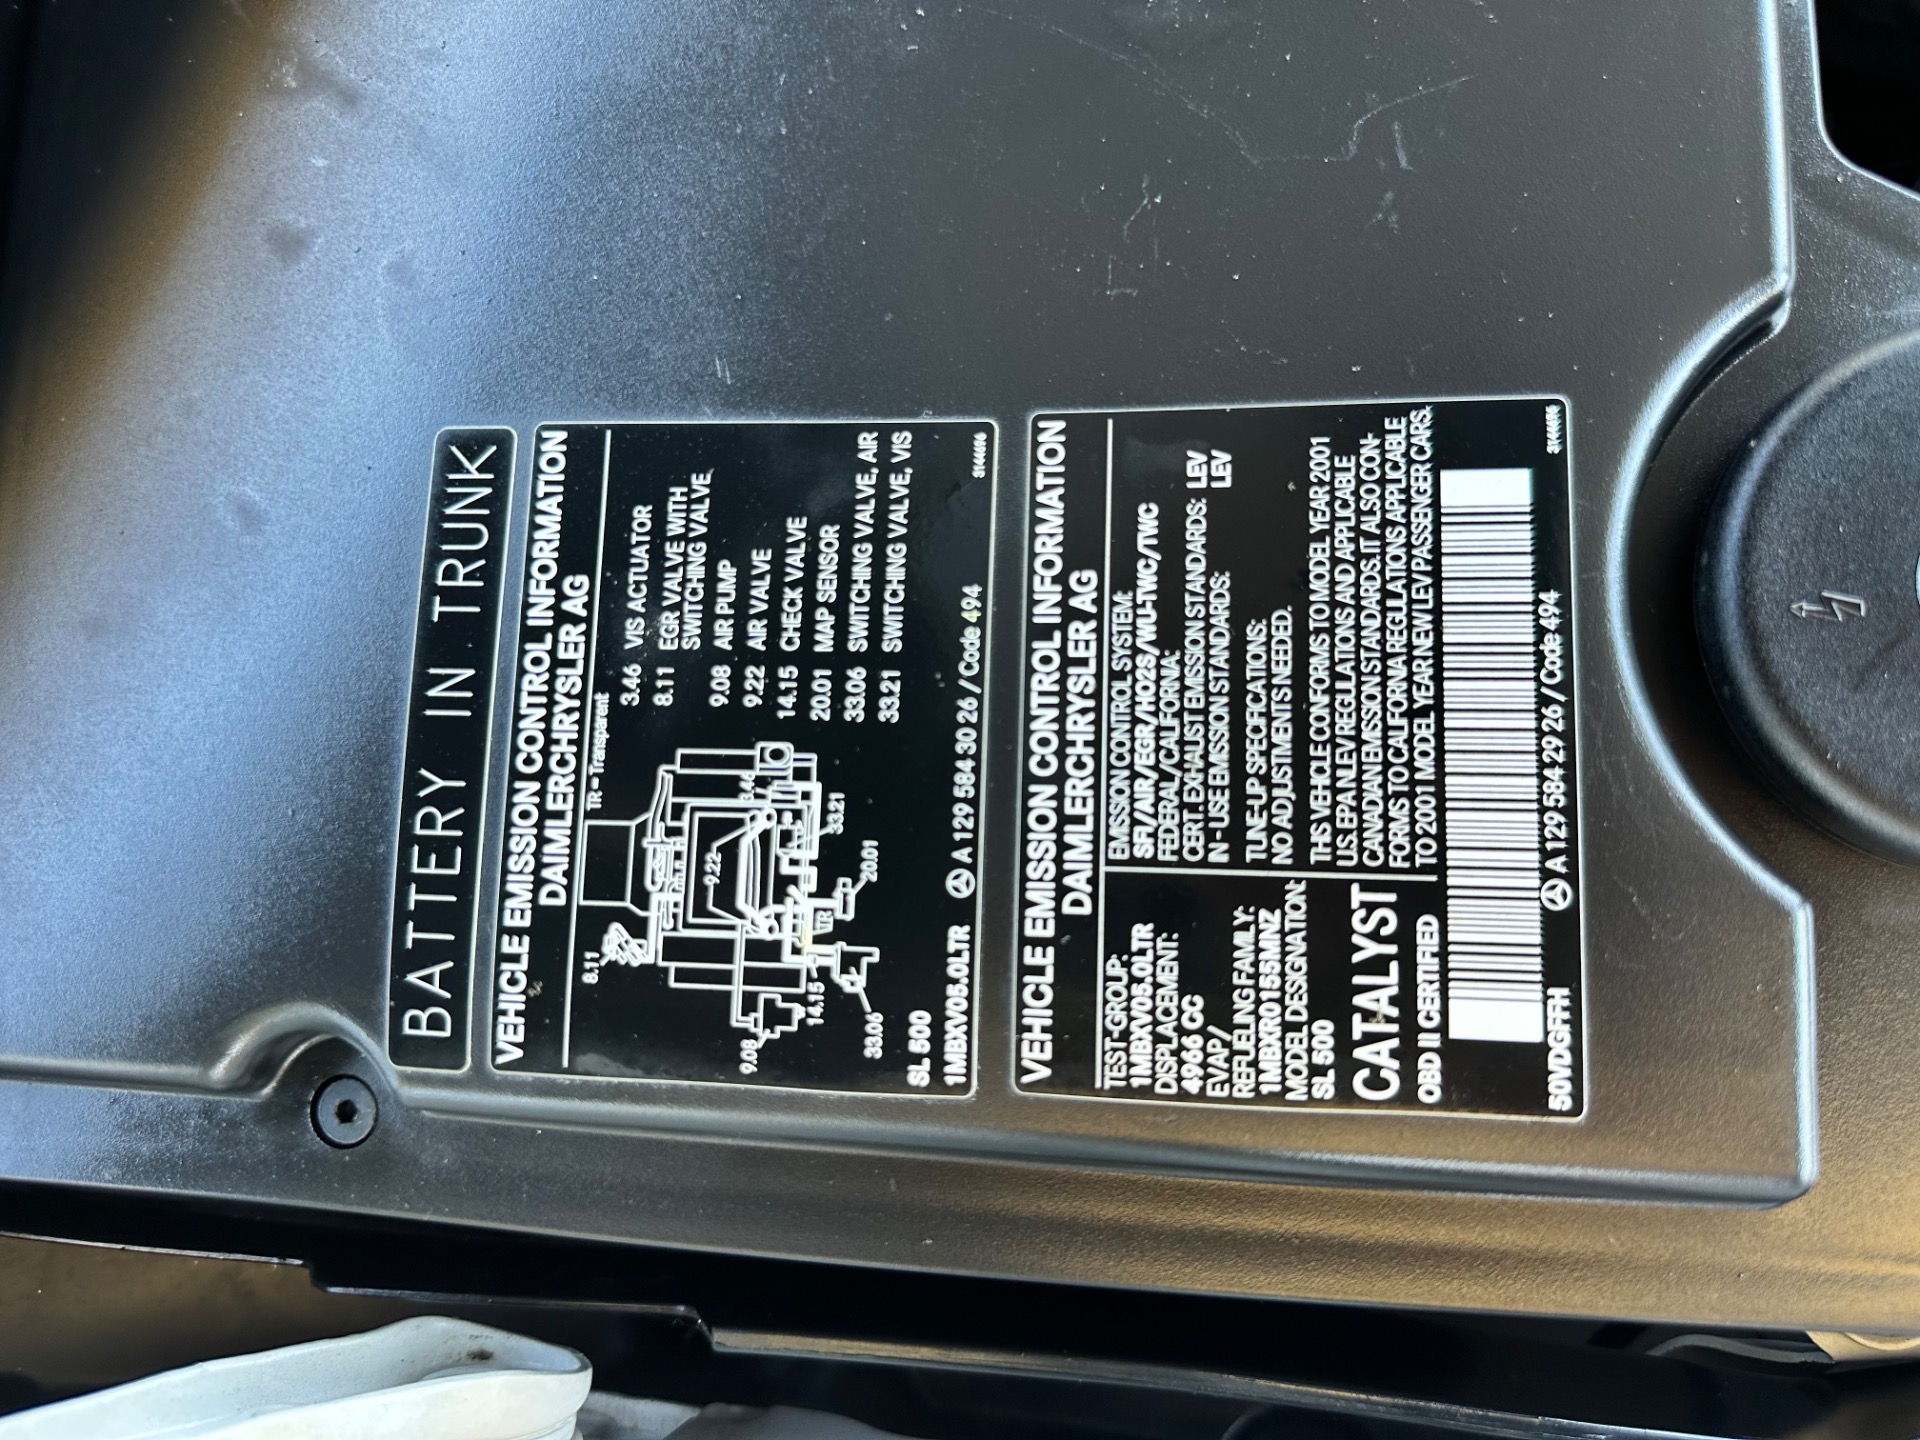 BATTERY IN TRUNK
VEHICLE EMISSION CONTROL INFORMATION
DAIMLERCHRYSLER AG
TR = Transparent
8.11
3.46
9.22
TR
33.21
20.01
14.15
9.08
33.06
3.46 VIS ACTUATOR
8.11 EGR VALVE WITH
SWITCHING VALVE
9.08 AIR PUMP
9.22 AIR VALVE
14.15 CHECK VALVE
20.01 MAP SENSOR
33.06 SWITCHING VALVE, AIR
33.21 SWITCHING VALVE, VIS
SL 500
1MBXV05.0LTR A 129 584 30 26 / Code 494
3144696
VEHICLE EMISSION CONTROL INFORMATION
DAIMLERCHRYSLER AG
TEST-GROUP:
1MBXV05.0LTR
DISPLACEMENT:
4966 CC
EVAP/
REFUELING FAMILY:
1MBXR0155MNZ
MODEL DESIGNATION:
SL 500
CATALYST
OBD II CERTIFIED
EMISSION CONTROL SYSTEM:
SFI/AIR/EGR/HO2S/WU-TWC/TWC
FEDERAL/CALIFORNIA:
CERT. EXHAUST EMISSION STANDARDS: LEV
IN - USE EMISSION STANDARDS: LEV
TUNE-UP SPECIFICATIONS:
NO ADJUSTMENTS NEEDED.
THIS VEHICLE CONFORMS TO MODEL YEAR 2001
U.S. EPA NLEV REGULATIONS AND APPLICABLE
CANADIAN EMISSION STANDARDS. IT ALSO CON-
FORMS TO CALIFORNIA REGULATIONS APPLICABLE
TO 2001 MODEL YEAR NEW LEV PASSENGER CARS.
50VDGFFH A 129 584 29 26 / Code 494
3144696